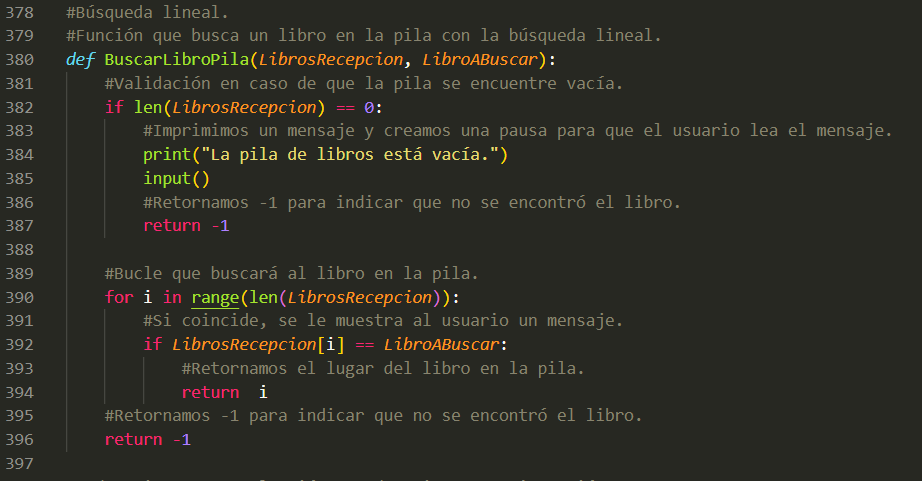 378 #Búsqueda lineal.
379 #Función que busca un libro en la pila con la búsqueda lineal.
380 def BuscarLibroPila(LibrosRecepcion, LibroABuscar):
381     #Validación en caso de que la pila se encuentre vacía.
382     if len(LibrosRecepcion) == 0:
383         #Imprimimos un mensaje y creamos una pausa para que el usuario lea el mensaje.
384         print("La pila de libros está vacía.")
385         input()
386         #Retornamos -1 para indicar que no se encontró el libro.
387         return -1
388
389     #Bucle que buscará al libro en la pila.
390     for i in range(len(LibrosRecepcion)):
391         #Si coincide, se le muestra al usuario un mensaje.
392         if LibrosRecepcion[i] == LibroABuscar:
393             #Retornamos el lugar del libro en la pila.
394             return  i
395     #Retornamos -1 para indicar que no se encontró el libro.
396     return -1
397